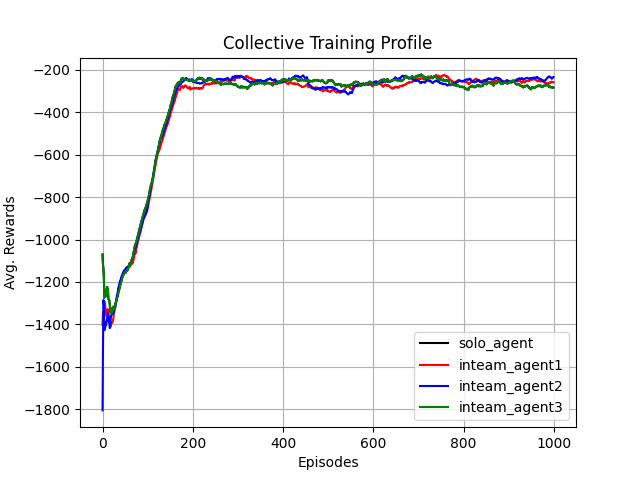 Collective Training Profile
Avg. Rewards
−200
−400
−600
−800
−1000
−1200
−1400
−1600
−1800
solo_agent
inteam_agent1
inteam_agent2
inteam_agent3
0 200 400 600 800 1000
Episodes